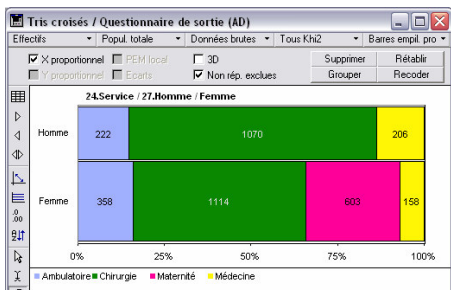 Tris croisés / Questionnaire de sortie (AD)
Effectifs Popul. totale Données brutes Tous Khi2 Barres empil. pro
X proportionnel PEM local 3D Supprimer Rétablir
Y proportionnel Ecarts Non rép. exclues Grouper Recoder
24.Service / 27.Homme / Femme
Homme 222 1070 206
Femme 358 1114 603 158
0% 25% 50% 75% 100%
Ambulatoire Chirurgie Maternité Médecine